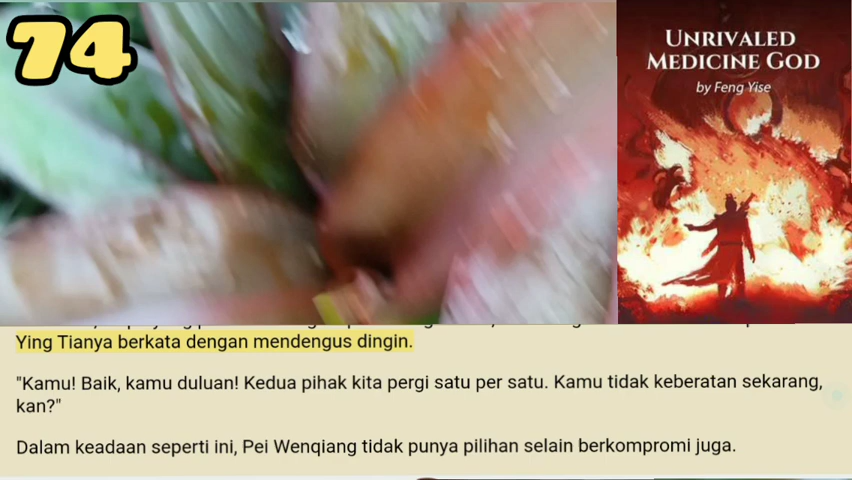 74
UNRIVALED
MEDICINE GOD
by Feng Yise
Ying Tianya berkata dengan mendengus dingin.
"Kamu! Baik, kamu duluan! Kedua pihak kita pergi satu per satu. Kamu tidak keberatan sekarang,
kan?"
Dalam keadaan seperti ini, Pei Wenqiang tidak punya pilihan selain berkompromi juga.